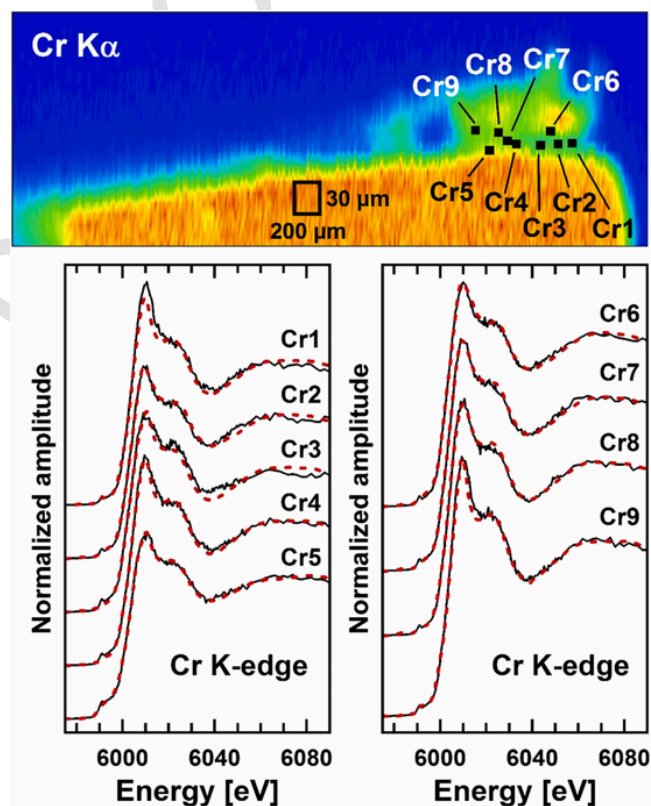 Cr Kα
Cr9
Cr8
Cr7
Cr6
Cr5
Cr4
Cr3
Cr2
Cr1
30 µm
200 µm
Normalized amplitude
Cr1
Cr2
Cr3
Cr4
Cr5
Cr K-edge
6000 6040 6080
Energy [eV]
Normalized amplitude
Cr6
Cr7
Cr8
Cr9
Cr K-edge
6000 6040 6080
Energy [eV]